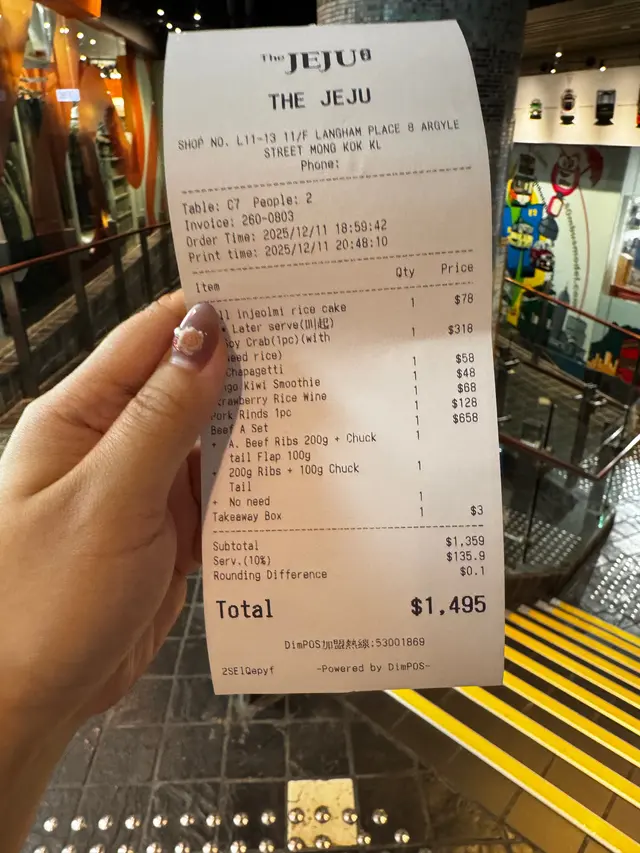 The JEJU
THE JEJU
SHOP NO. L11-13 11/F LANGHAM PLACE 8 ARGYLE
STREET MONG KOK KL
Phone:
Table: C7 People: 2
Invoice: 260-0803
Order Time: 2025/12/11 18:59:42
Print time: 2025/12/11 20:48:10
Item Qty Price
injeolmi rice cake 1 $78
Later serve(叫起)
Crab(1pc)(with 1 $318
rice)
Chapagetti 1 $58
Kiwi Smoothie 1 $48
Rice Wine 1 $68
Pork Rinds 1pc 1 $128
Beef A Set 1 $658
+ A. Beef Ribs 200g + Chuck 1
tail Flap 100g
+ 200g Ribs + 100g Chuck 1
Tail
+ No need 1
Takeaway Box 1 $3
Subtotal $1,359
Serv.(10%) $135.9
Rounding Difference $0.1
Total $1,495
DimPOS加盟熱線:53001869
2SElQepyf -Powered by DimPOS-